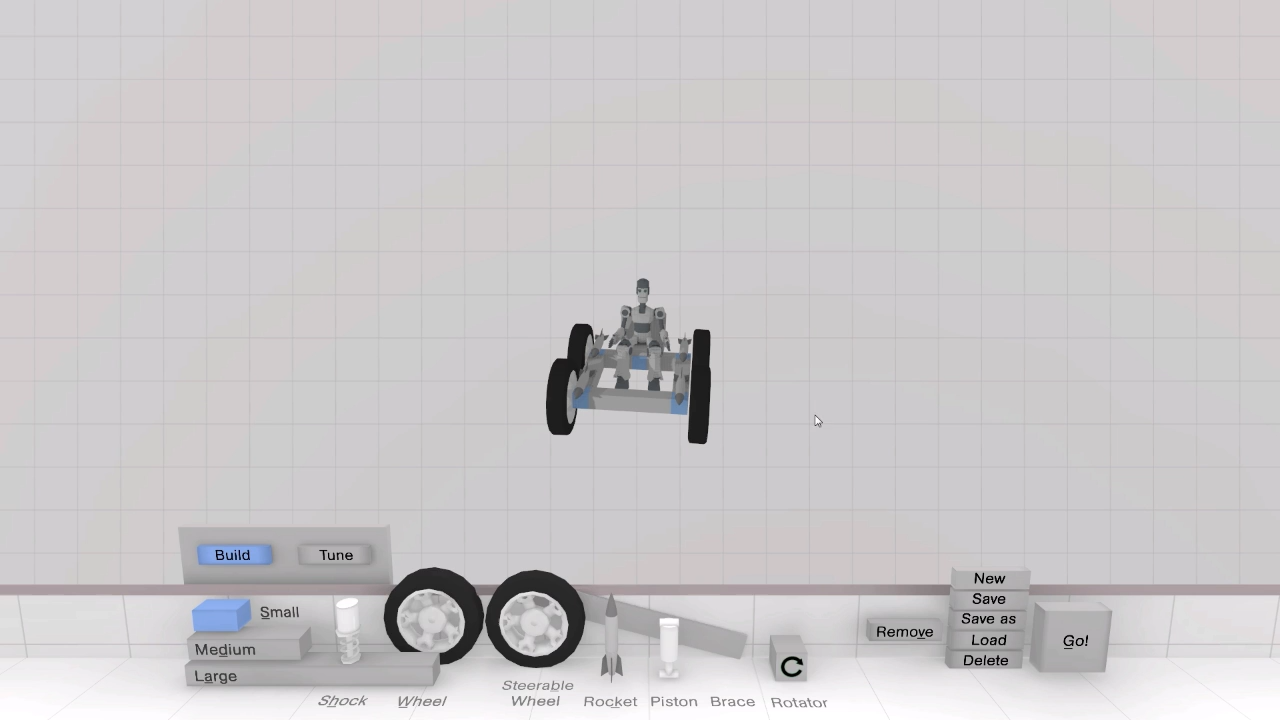 Build
Tune
Small
Medium
Large
Shock
Wheel
Steerable
Wheel
Rocket
Piston
Brace
Rotator
Remove
New
Save
Save as
Load
Delete
Go!